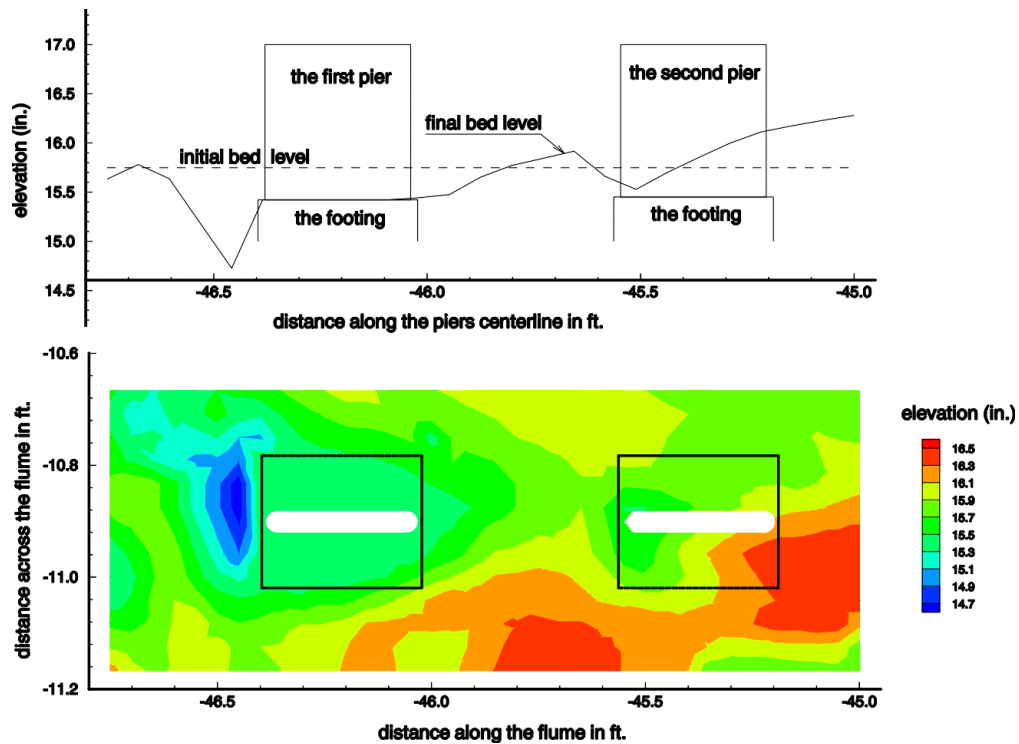 17.0
the first pier
the second pier
16.5
final bed level
16.0
initial bed level
15.5
the footing
the footing
15.0
14.5
-46.5
-46.0
-45.5
-45.0
elevation (in.)
distance along the piers centerline in ft.
-10.6
-10.8
-11.0
-11.2
distance across the flume in ft.
-46.5
-46.0
-45.5
-45.0
distance along the flume in ft.
elevation (in.)
16.5
16.3
16.1
15.9
15.7
15.5
15.3
15.1
14.9
14.7